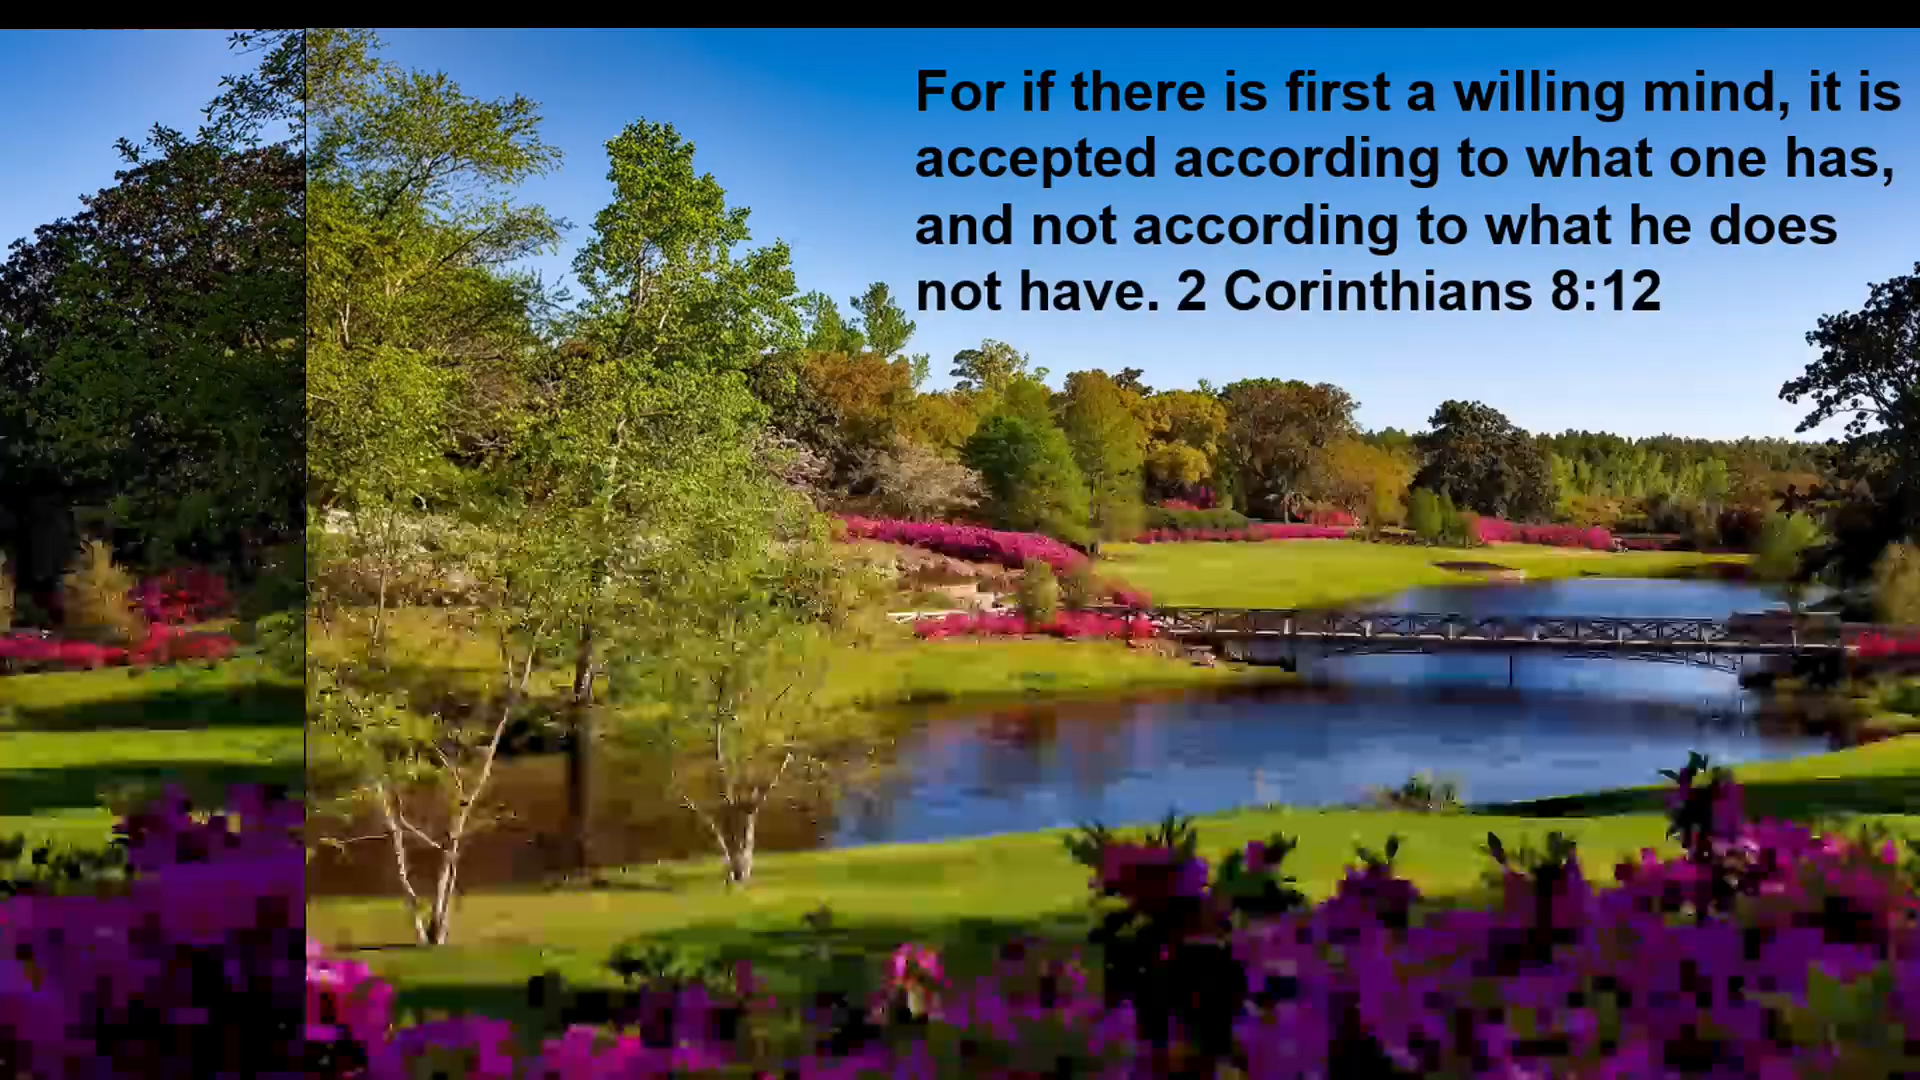 For if there is first a willing mind, it is
accepted according to what one has,
and not according to what he does
not have. 2 Corinthians 8:12